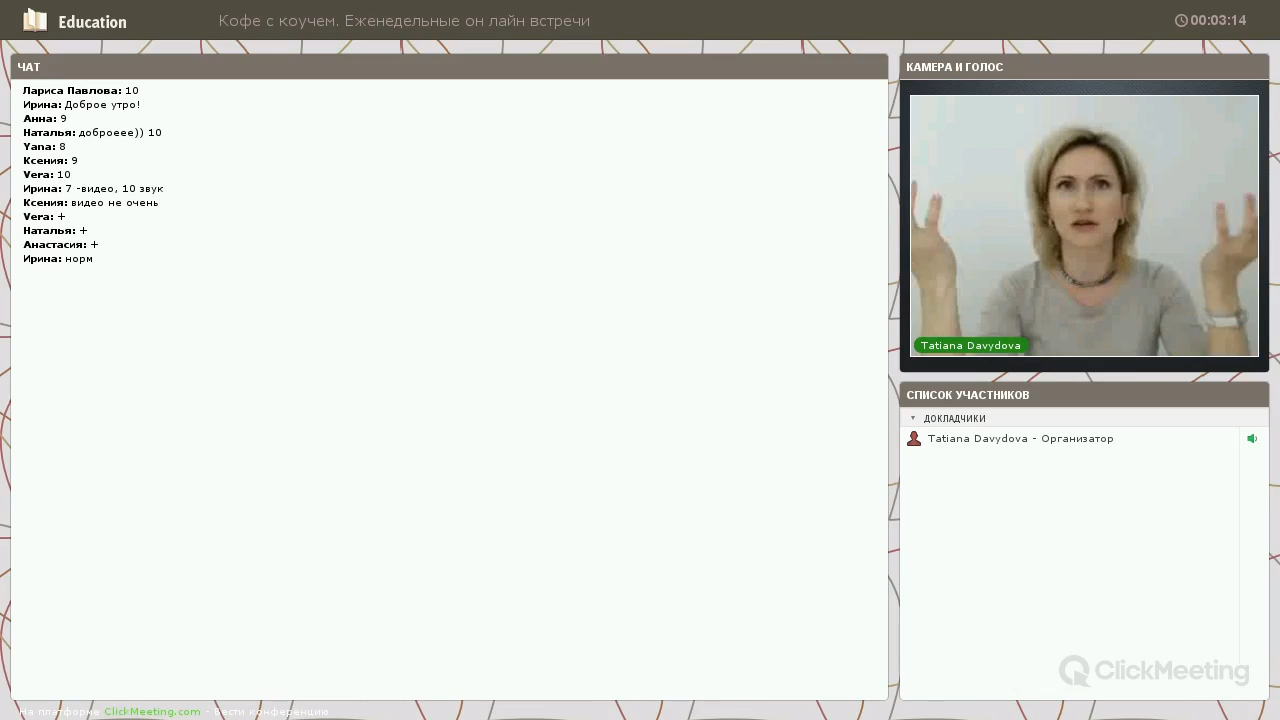 Education
Кофе с коучем. Еженедельные он лайн встречи
00:03:14
ЧАТ
Лариса Павлова: 10
Ирина: Доброе утро!
Анна: 9
Наталья: доброеее)) 10
Yana: 8
Ксения: 9
Vera: 10
Ирина: 7 -видео, 10 звук
Ксения: видео не очень
Vera: +
Наталья: +
Анастасия: +
Ирина: норм
КАМЕРА И ГОЛОС
Tatiana Davydova
СПИСОК УЧАСТНИКОВ
ДОКЛАДЧИКИ
Tatiana Davydova - Организатор
ClickMeeting
На платформе ClickMeeting.com - Вести конференцию